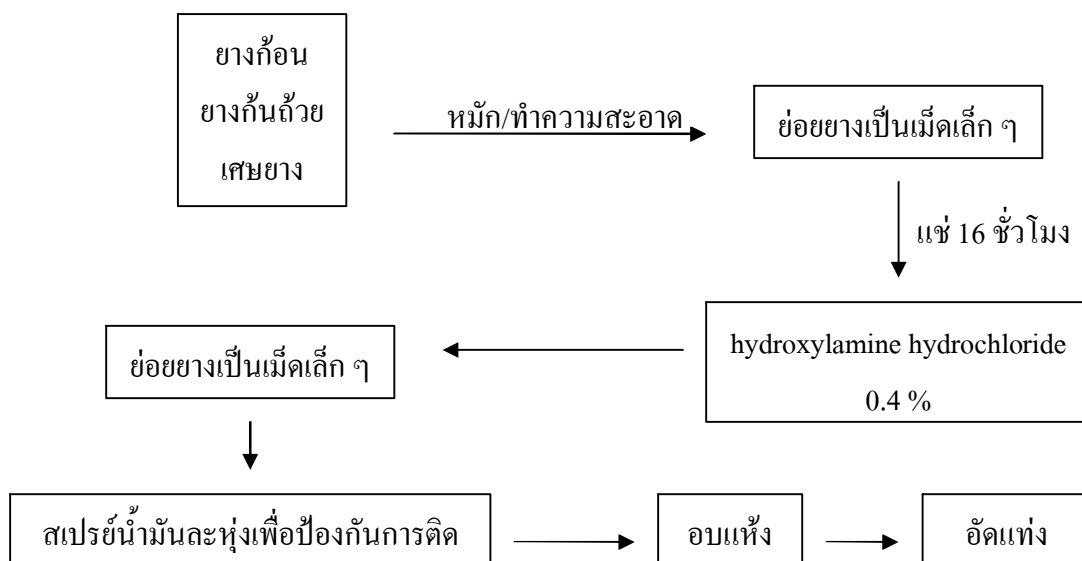 ยางก้อน
ยางก้นถ้วย
เศษยาง
หมัก/ทำความสะอาด
ย่อยยางเป็นเม็ดเล็ก ๆ
แช่ 16 ชั่วโมง
hydroxylamine hydrochloride
0.4 %
ย่อยยางเป็นเม็ดเล็ก ๆ
สเปรย์น้ำมันละหุ่งเพื่อป้องกันการติด
อบแห้ง
อัดแท่ง